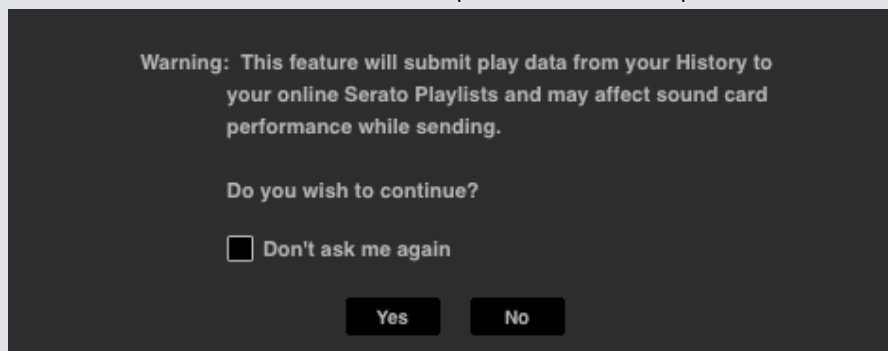 Warning: This feature will submit play data from your History to
your online Serato Playlists and may affect sound card
performance while sending.
Do you wish to continue?
Don't ask me again
Yes No